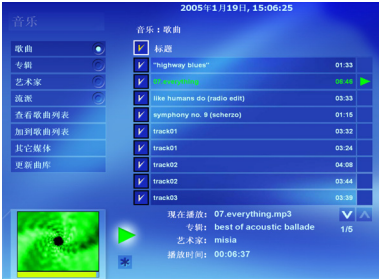 2005年1月19日, 15:06:25
音乐
音乐：歌曲
歌曲
专辑
艺术家
流派
查看歌曲列表
加到歌曲列表
其它媒体
更新曲库
标题
"highway blues" 01:33
07.everything 06:46
like humans do (radio edit) 03:33
symphony no. 9 (scherzo) 01:15
track01 03:32
track01 03:24
track02 04:08
track02 03:44
track03 03:39
现在播放： 07.everything.mp3
专辑： best of acoustic ballade 1/5
艺术家： misia
播放时间： 00:06:37